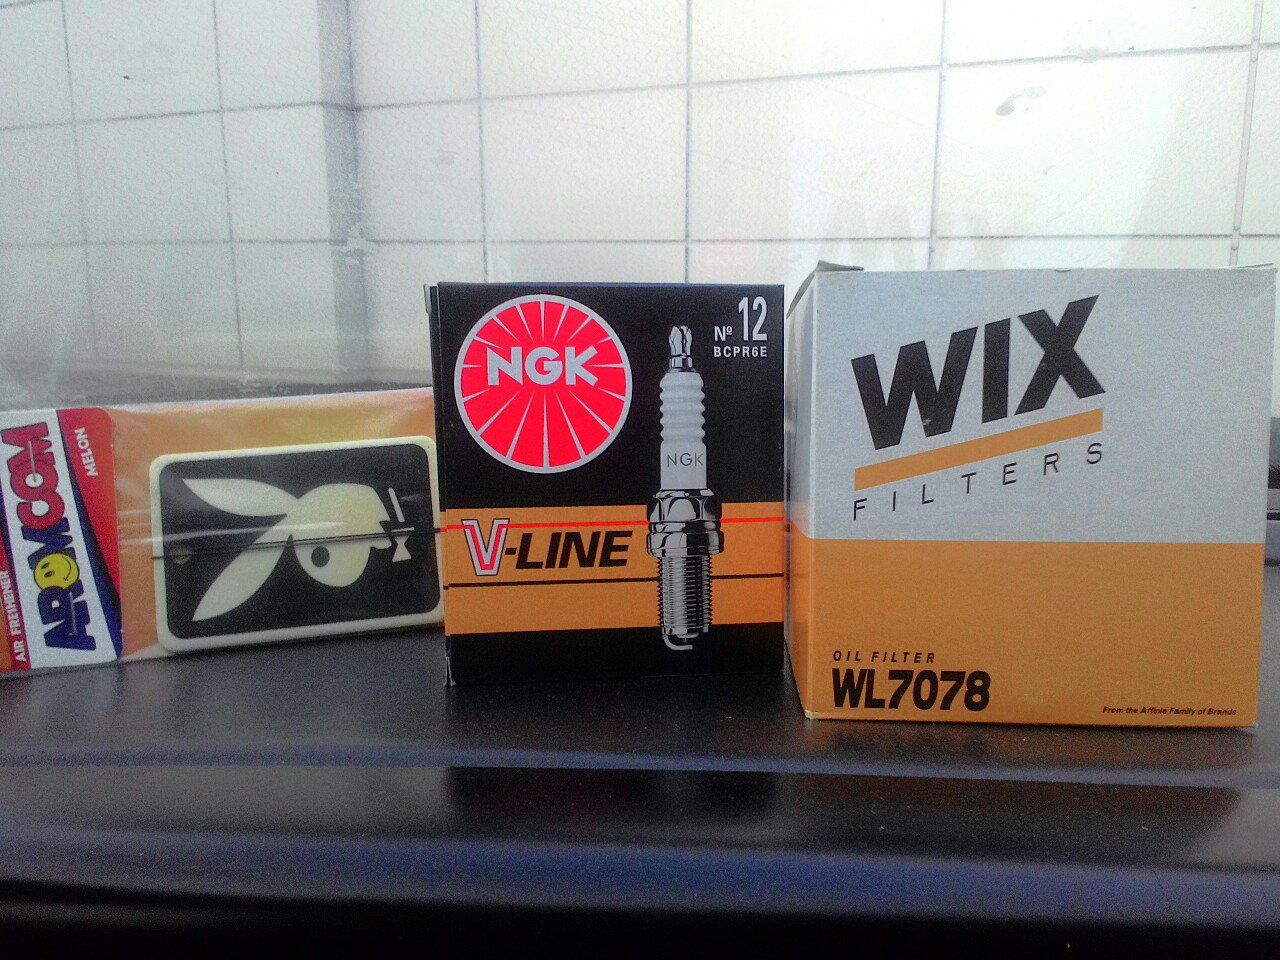 AROMCOM
MELON
AIR FRESHENER
NGK
Nº 12
BCPR6E
NGK
V-LINE
WIX
FILTERS
OIL FILTER
WL7078
From the Affinia Family of Brands